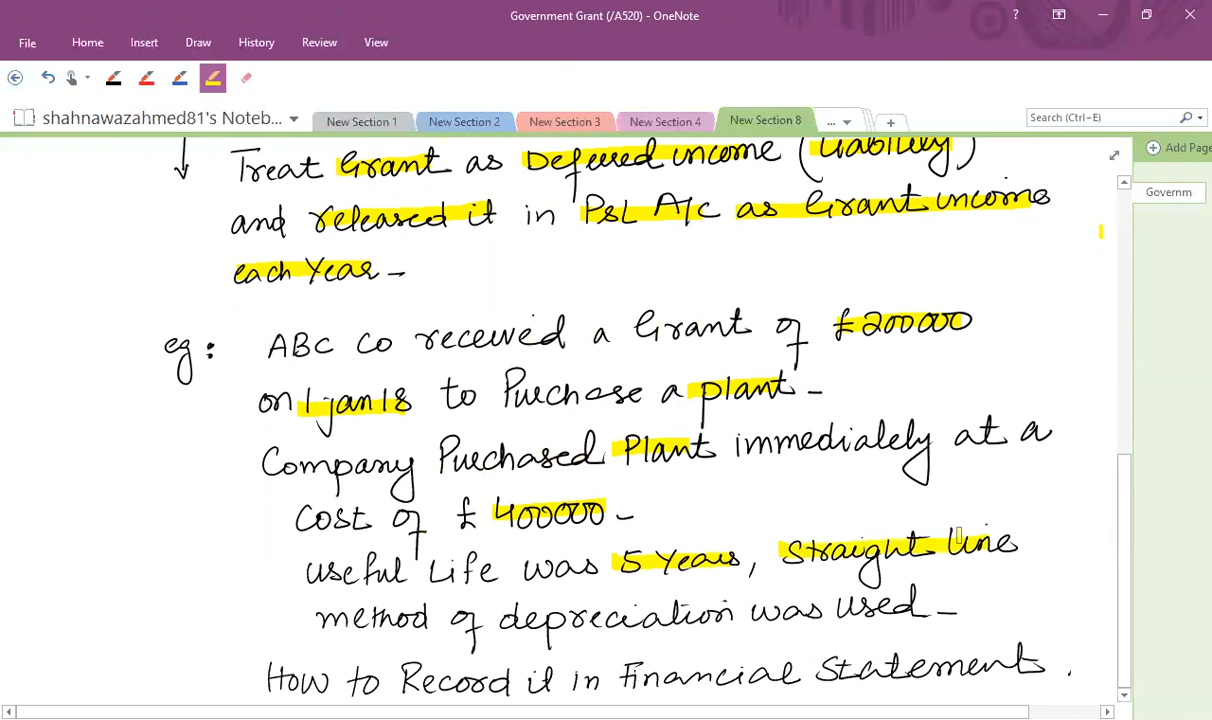 Government Grant (/A520) - OneNote
?
File Home Insert Draw History Review View
shahnawazahmed81's Noteb... New Section 1 New Section 2 New Section 3 New Section 4 New Section 8 ... + Search (Ctrl+E)
Treat Grant as Deferred income (Liability)
and released it in P&L A/C as Grant income
each Year -
eg: ABC Co received a Grant of £200000
on 1 jan 18 to Purchase a plant -
Company Purchased Plant immediately at a
Cost of £ 400000 -
useful Life was 5 Years, Straight Line
method of depreciation was used -
How to Record it in Financial Statements.
Add Page
Governm